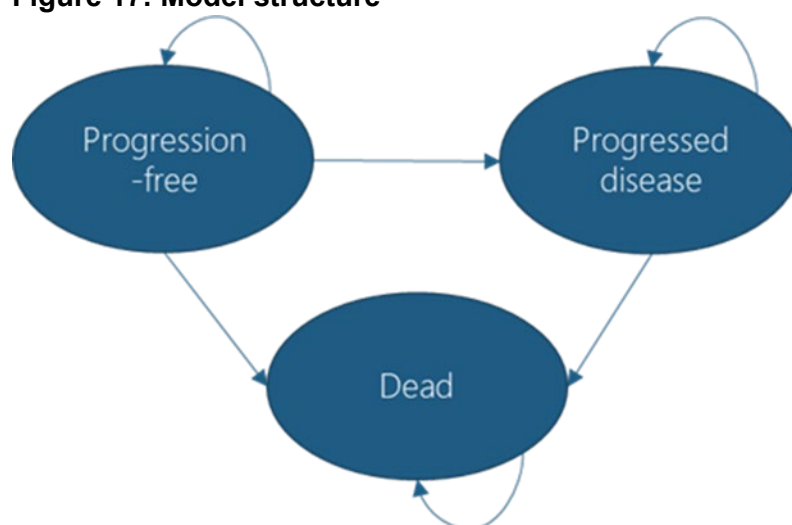 Figure 17: Model structure
Progression
-free
Progressed
disease
Dead